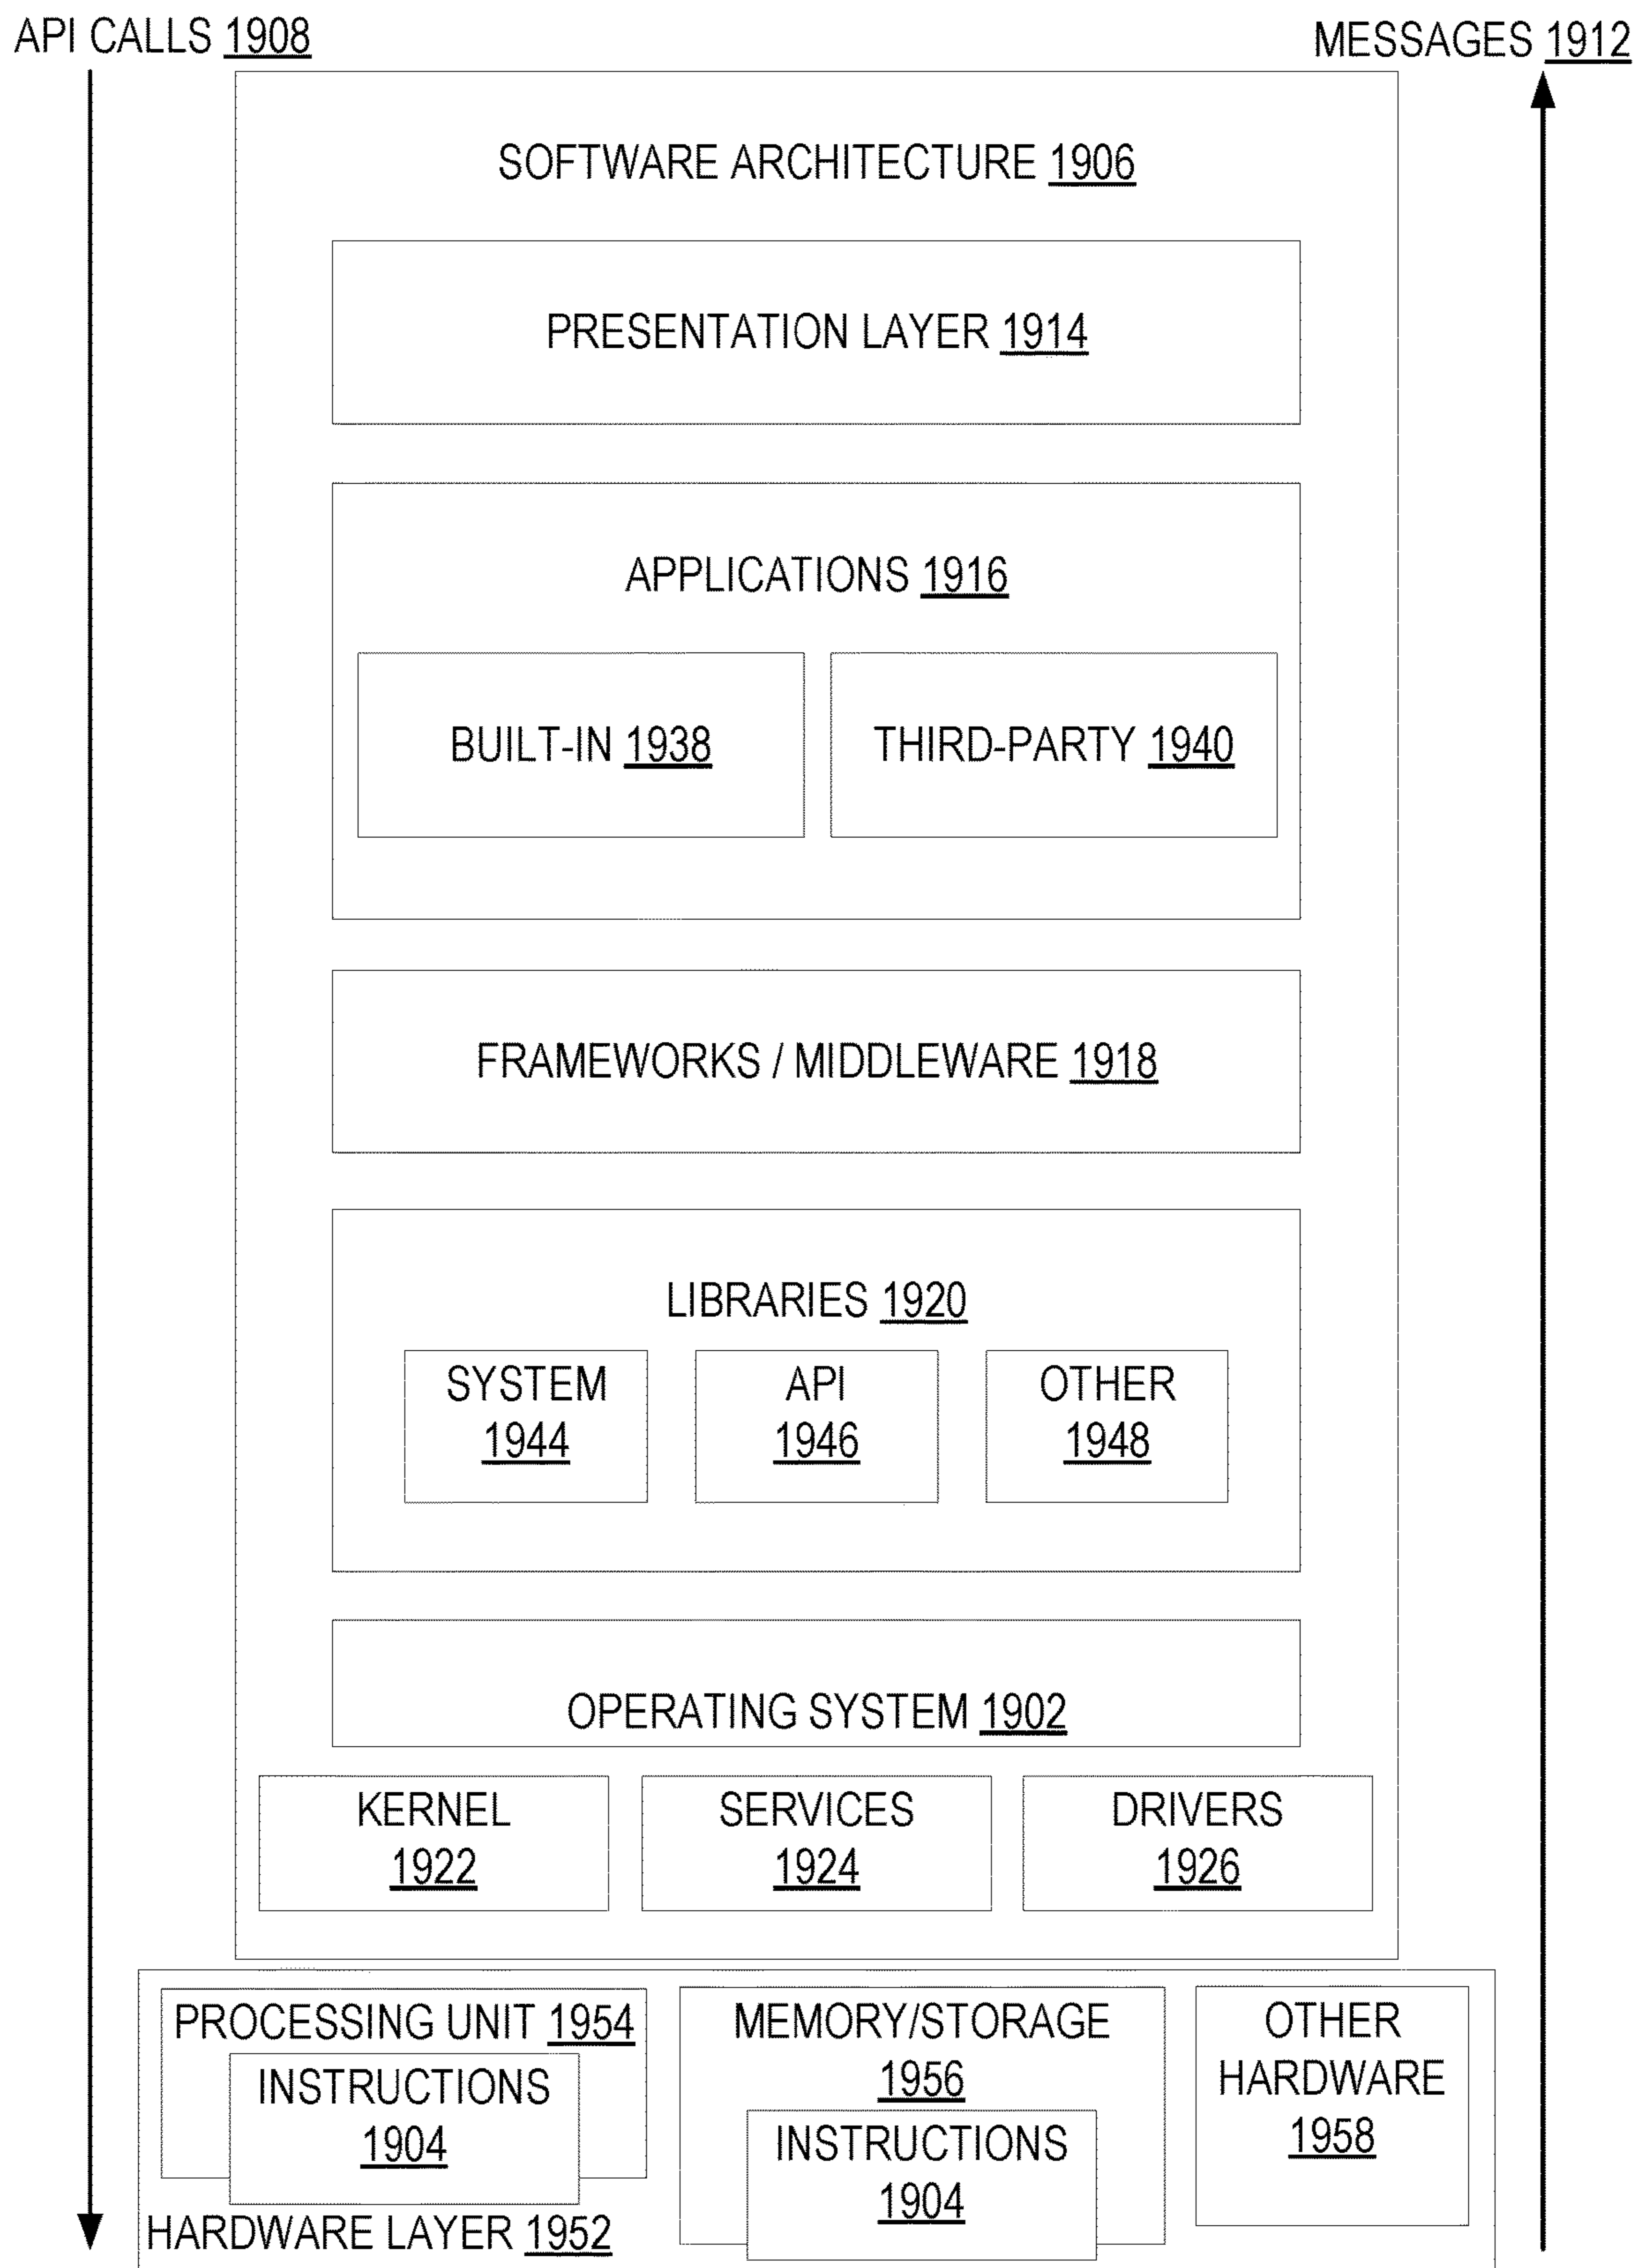 API CALLS 1908
MESSAGES 1912
SOFTWARE ARCHITECTURE 1906
PRESENTATION LAYER 1914
APPLICATIONS 1916
BUILT-IN 1938
THIRD-PARTY 1940
FRAMEWORKS / MIDDLEWARE 1918
LIBRARIES 1920
SYSTEM
1944
API
1946
OTHER
1948
OPERATING SYSTEM 1902
KERNEL
1922
SERVICES
1924
DRIVERS
1926
PROCESSING UNIT 1954
INSTRUCTIONS
1904
MEMORY/STORAGE
1956
INSTRUCTIONS
1904
OTHER
HARDWARE
1958
HARDWARE LAYER 1952